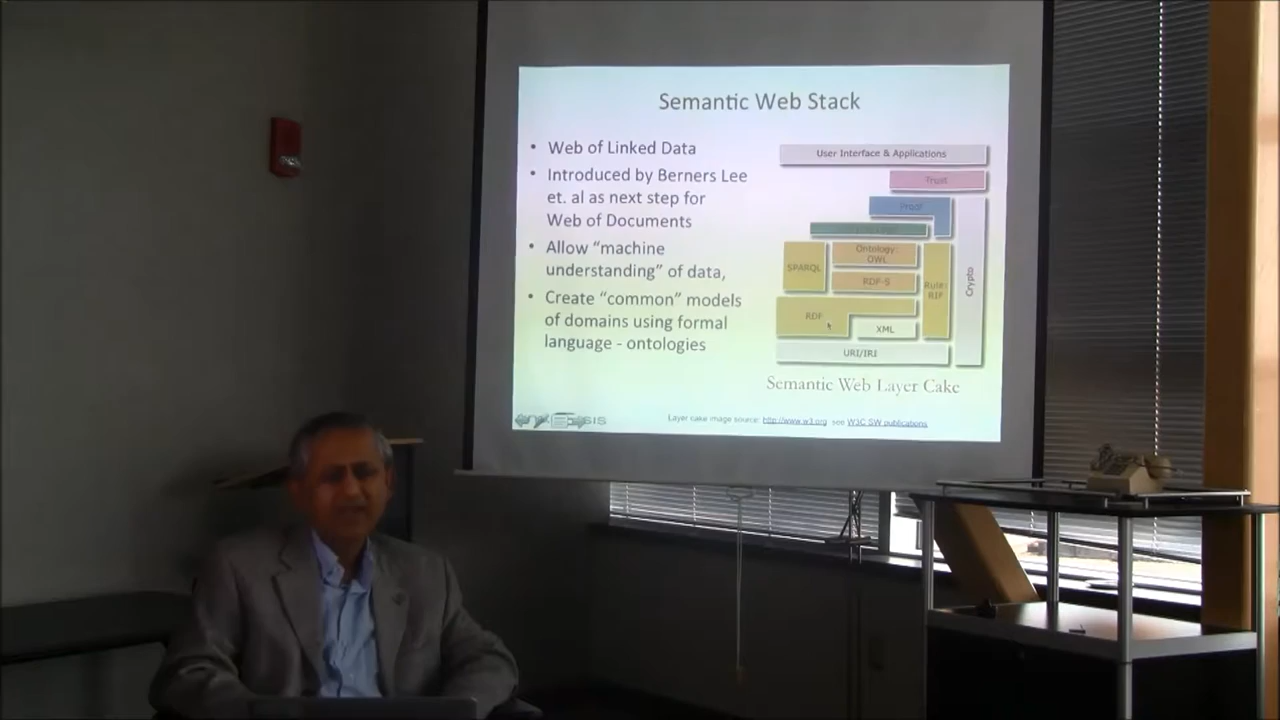 Semantic Web Stack
• Web of Linked Data
• Introduced by Berners Lee
et. al as next step for
Web of Documents
• Allow “machine
understanding” of data,
• Create “common” models
of domains using formal
language - ontologies
User Interface & Applications
Trust
Proof
Ontology:
OWL
SPARQL
RDF-S
Rule:
RIF
Crypto
RDF
XML
URI/IRI
Semantic Web Layer Cake
Layer cake image source: http://www.w3.org see W3C SW publications